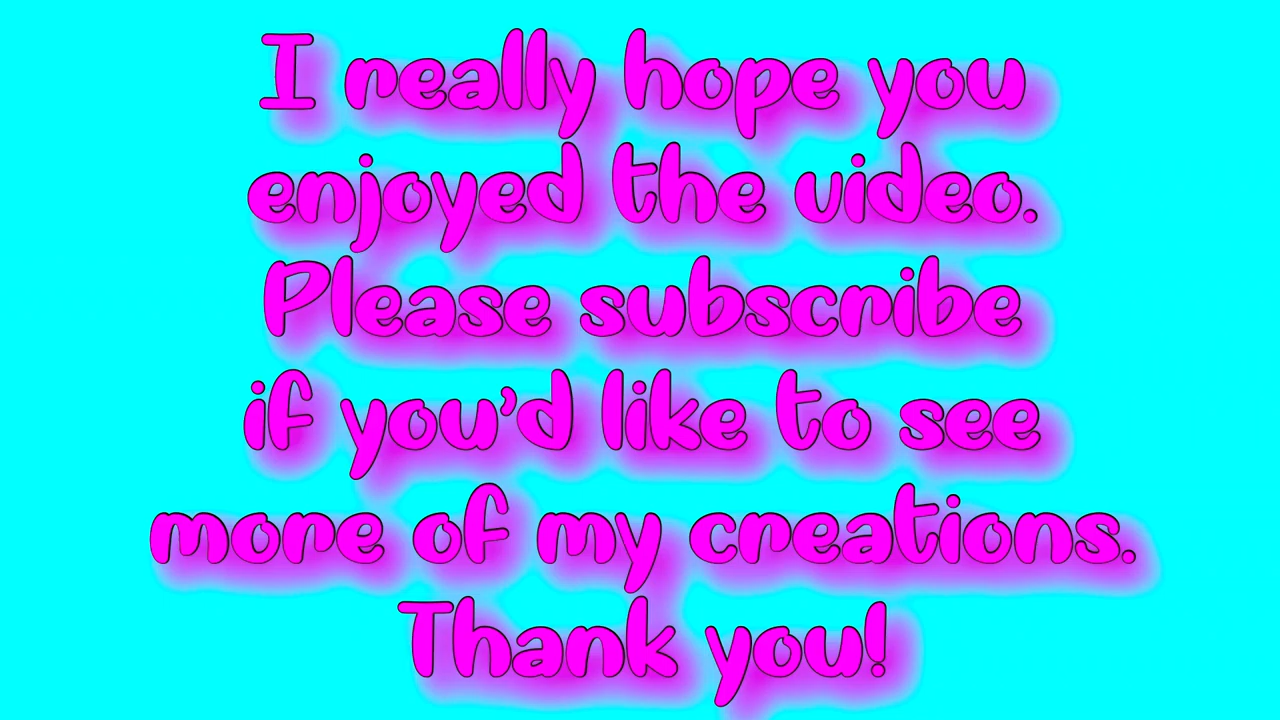 I really hope you
enjoyed the video.
Please subscribe
if you’d like to see
more of my creations.
Thank you!